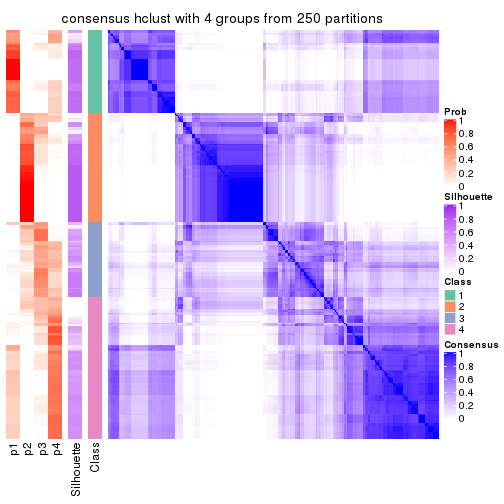 consensus hclust with 4 groups from 250 partitions
Prob
1
0.8
0.6
0.4
0.2
0
Silhouette
1
0.8
0.6
0.4
0.2
0
Class
1
2
3
4
Consensus
1
0.8
0.6
0.4
0.2
0
p1
p2
p3
p4
Silhouette
Class